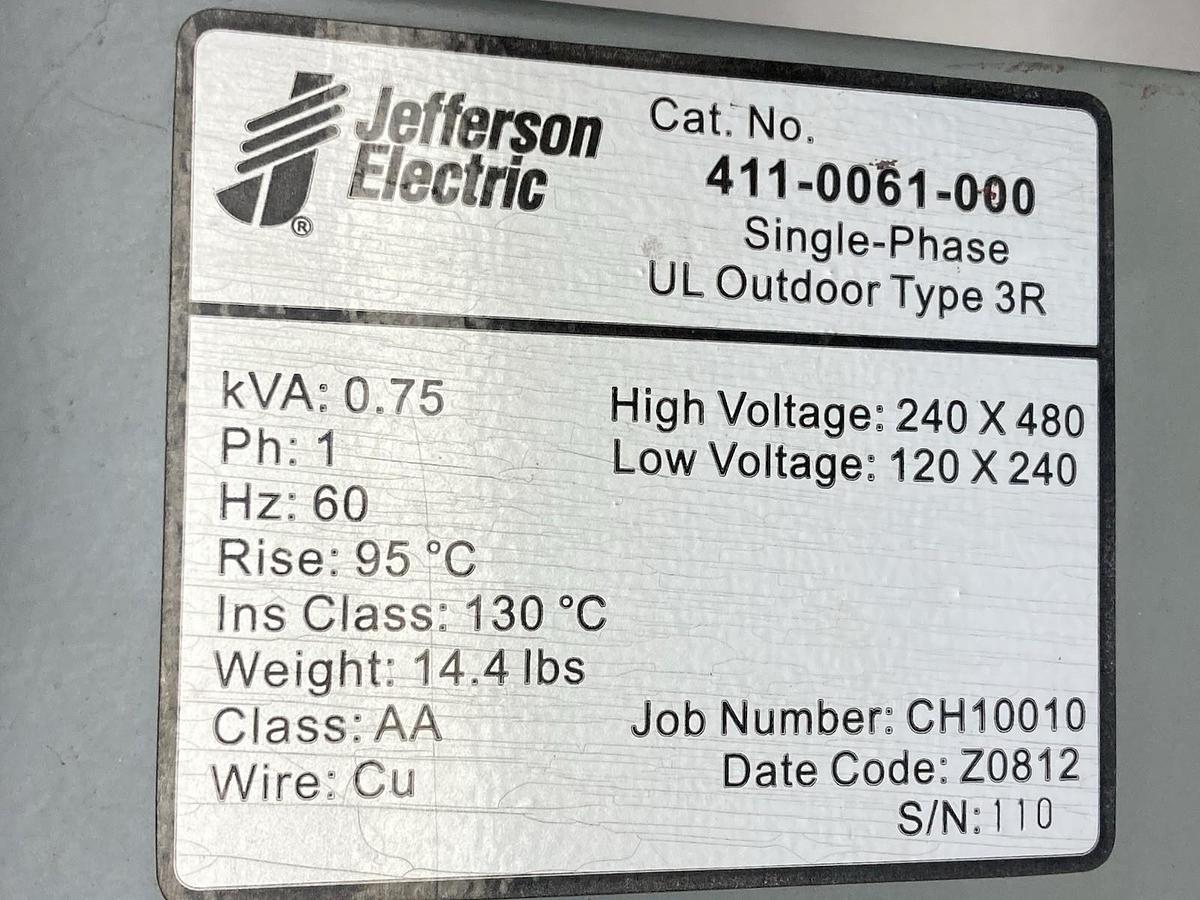 Jefferson
Electric
®
Cat. No.
411-0061-000
Single-Phase
UL Outdoor Type 3R
kVA: 0.75
Ph: 1
Hz: 60
Rise: 95 °C
Ins Class: 130 °C
Weight: 14.4 lbs
Class: AA
Wire: Cu
High Voltage: 240 X 480
Low Voltage: 120 X 240
Job Number: CH10010
Date Code: Z0812
S/N: 110